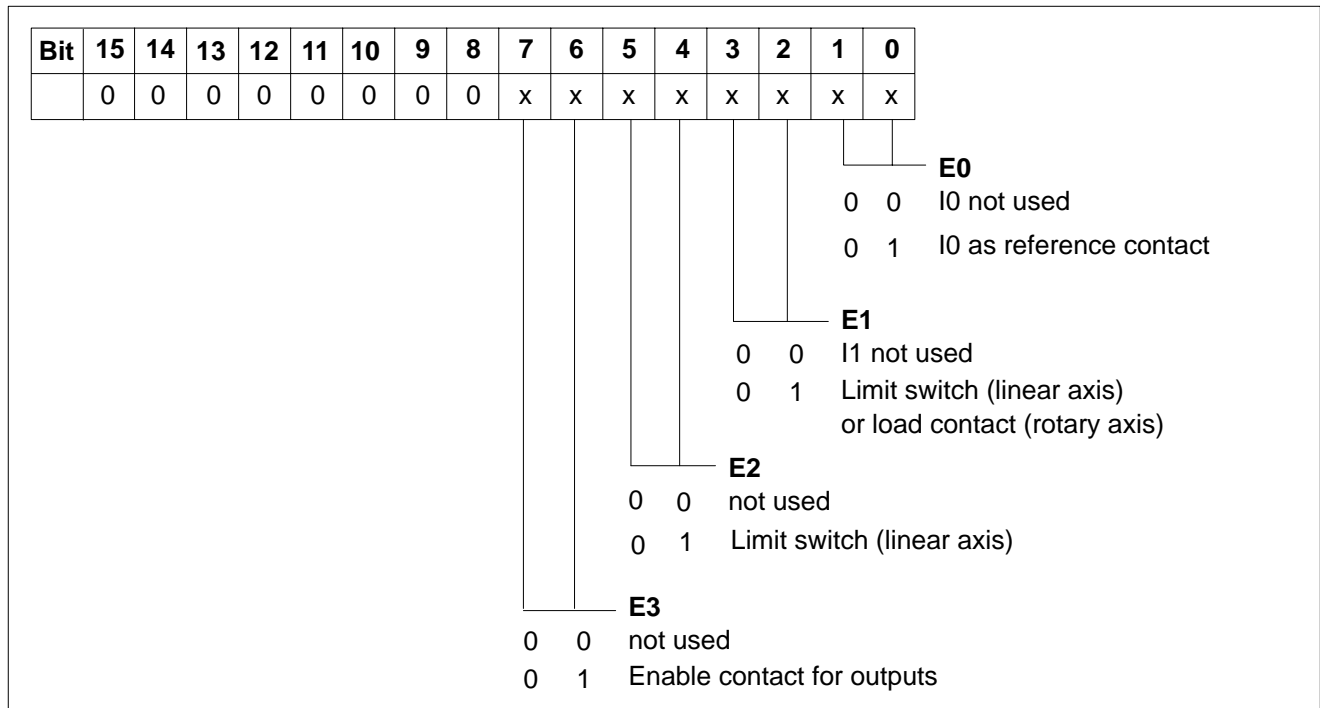 Bit 15 14 13 12 11 10 9 8 7 6 5 4 3 2 1 0
0 0 0 0 0 0 0 0 x x x x x x x x
E0
0 0 I0 not used
0 1 I0 as reference contact
E1
0 0 I1 not used
0 1 Limit switch (linear axis)
or load contact (rotary axis)
E2
0 0 not used
0 1 Limit switch (linear axis)
E3
0 0 not used
0 1 Enable contact for outputs